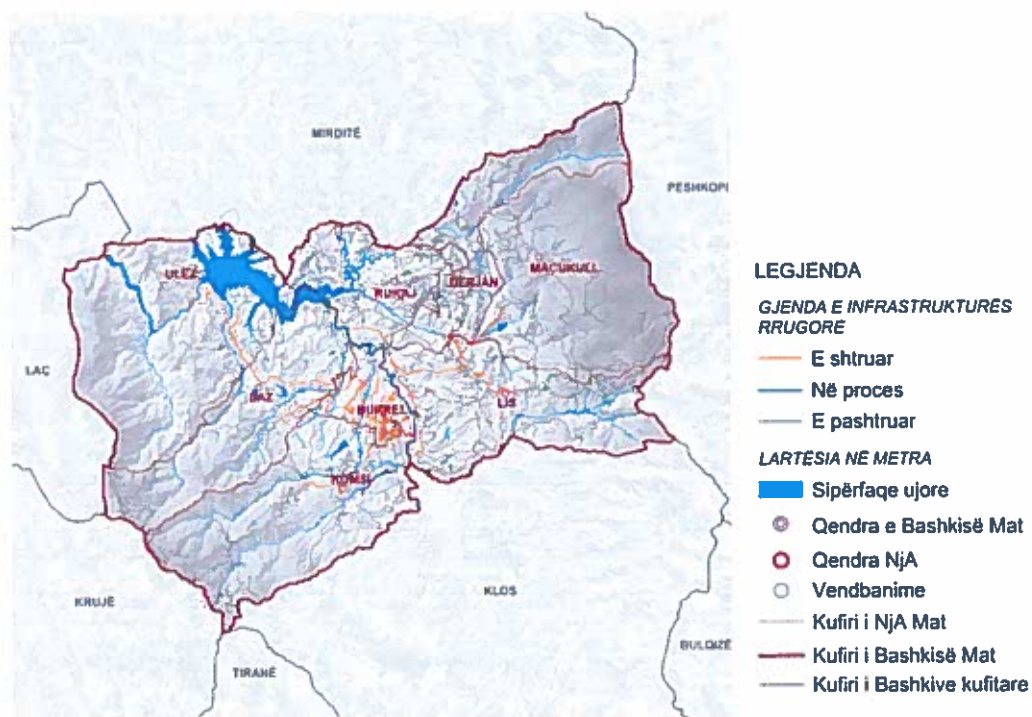 MIRDITË
PESHKOPI
ULËZ
MACUKULL
DERJAN
RUKAJ
LAÇ
BAZ
BURREL
LIS
KOMSI
KRUJË
KLOS
BULQIZË
TIRANË
LEGJENDA
GJENDA E INFRASTRUKTURËS
RRUGORE
E shtruar
Në proces
E pashtruar
LARTËSIA NË METRA
Sipërfaqe ujore
Qendra e Bashkisë Mat
Qendra NjA
Vendbanime
Kufiri i NjA Mat
Kufiri i Bashkisë Mat
Kufiri i Bashkive kufitare